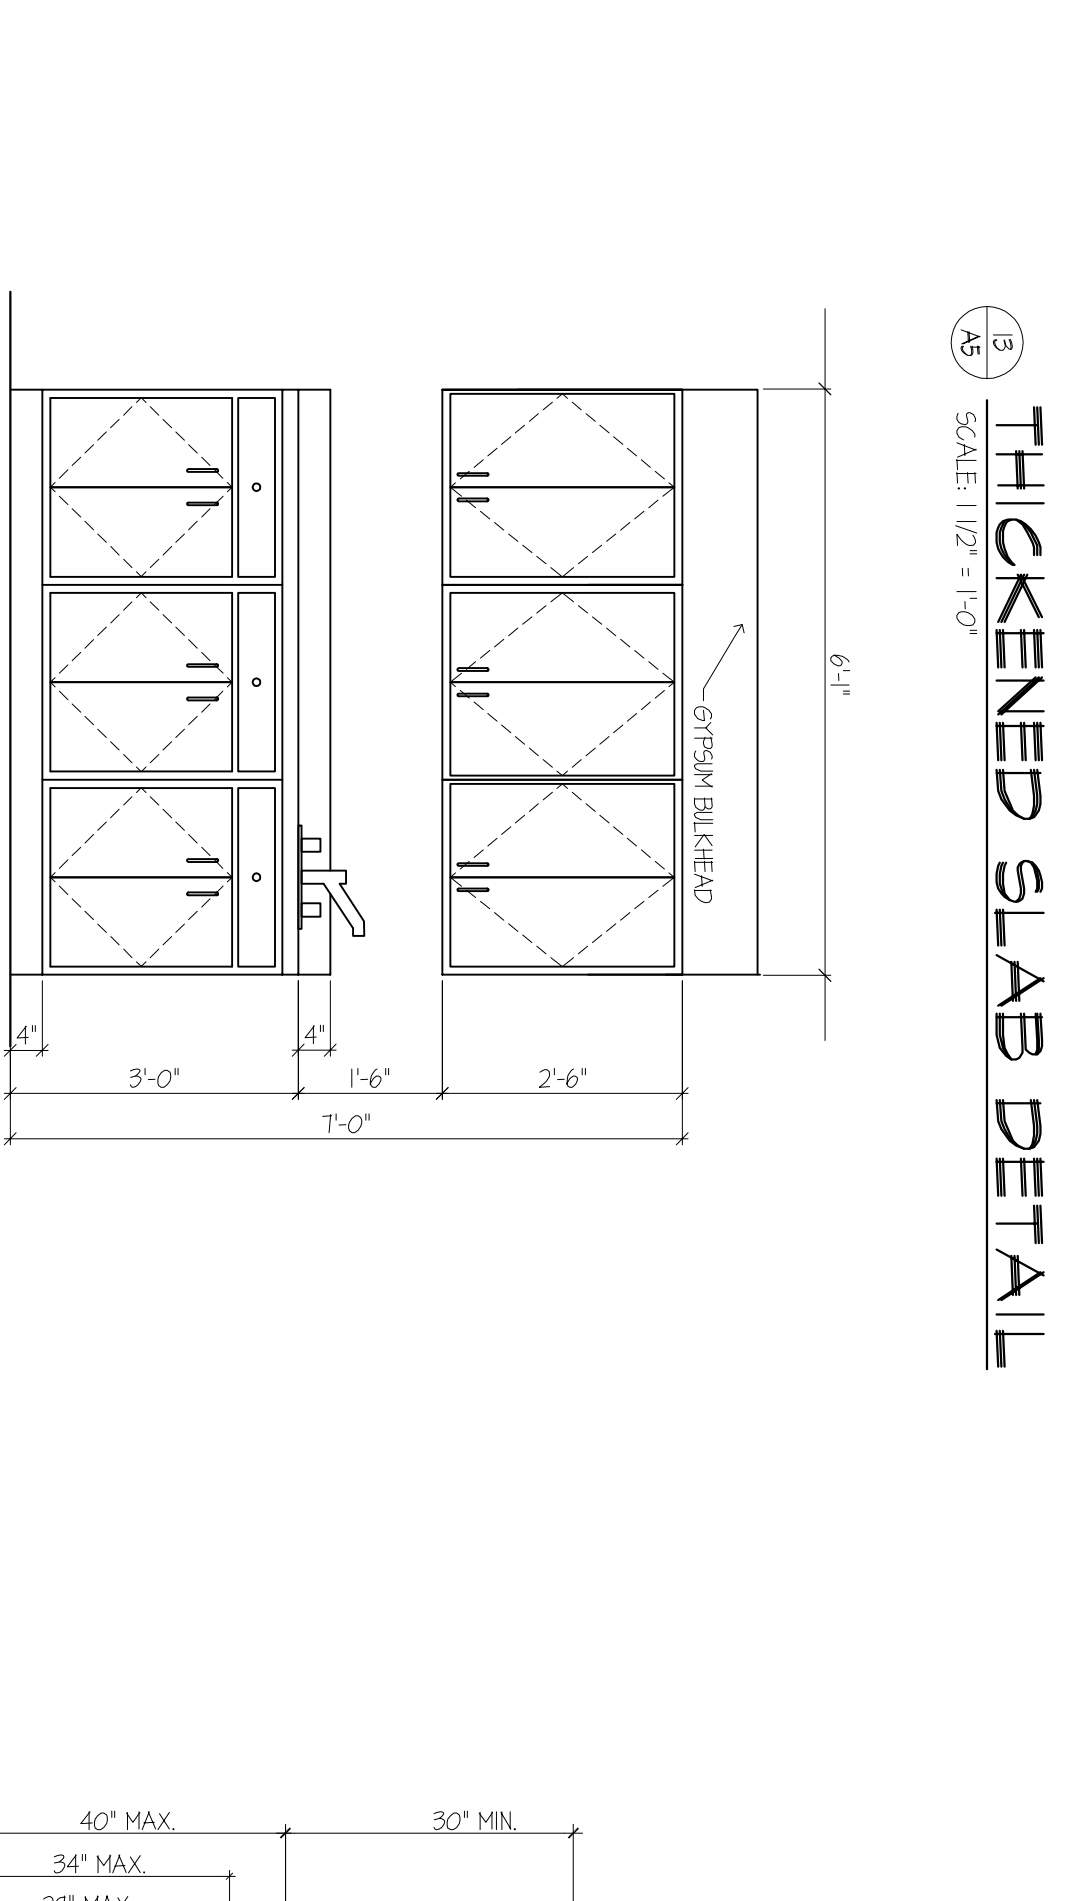 13
A5
THICKENED SLAB DETAIL
SCALE: 1 1/2" = 1'-0"
6'-1"
GYPSUM BULKHEAD
4"
4"
3'-0"
1'-6"
2'-6"
7'-0"
40" MAX.
30" MIN.
34" MAX.
MAX